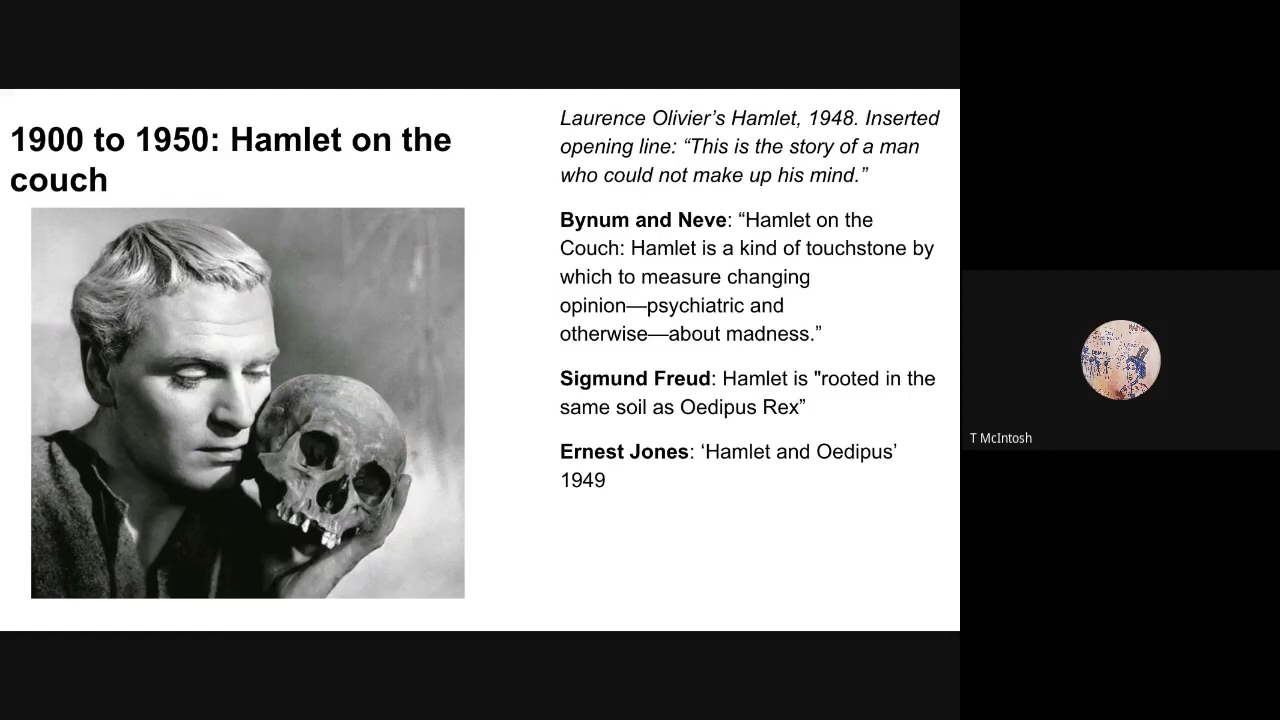 1900 to 1950: Hamlet on the
couch
Laurence Olivier’s Hamlet, 1948. Inserted
opening line: “This is the story of a man
who could not make up his mind.”
Bynum and Neve: “Hamlet on the
Couch: Hamlet is a kind of touchstone by
which to measure changing
opinion—psychiatric and
otherwise—about madness.”
Sigmund Freud: Hamlet is "rooted in the
same soil as Oedipus Rex”
Ernest Jones: ‘Hamlet and Oedipus’
1949
T McIntosh